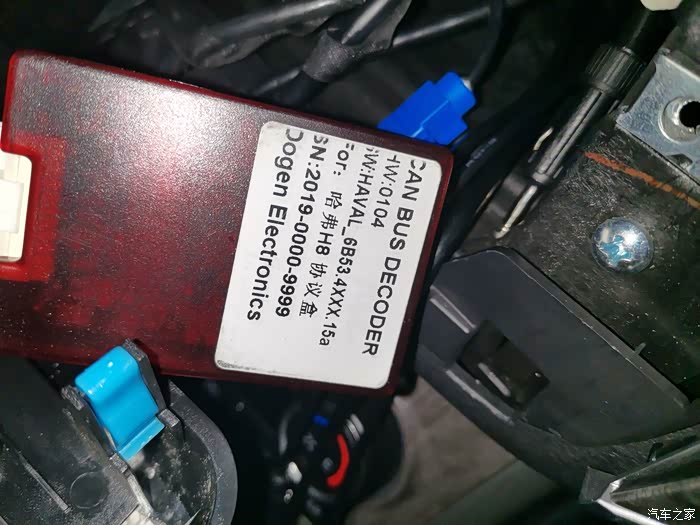 CAN BUS DECODER
HW:0104
SW:HAVAL_6B53.4XXX.15a
For: 哈弗H8 协议盒
SN:2019-0000-9999
Dogen Electronics
汽车之家